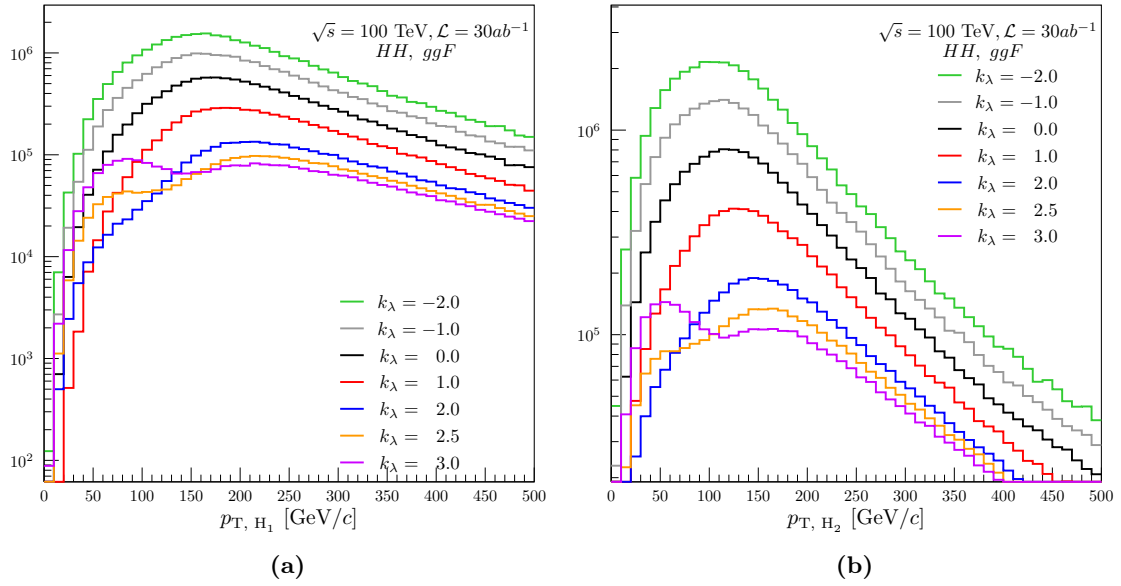 √s = 100 TeV, ℒ = 30ab⁻¹
HH, ggF
10⁶
10⁵
10⁴
10³
10²
k_λ = −2.0
k_λ = −1.0
k_λ = 0.0
k_λ = 1.0
k_λ = 2.0
k_λ = 2.5
k_λ = 3.0
0 50 100 150 200 250 300 350 400 450 500
p_T, H₁ [GeV/c]
(a)
√s = 100 TeV, ℒ = 30ab⁻¹
HH, ggF
k_λ = −2.0
k_λ = −1.0
k_λ = 0.0
k_λ = 1.0
k_λ = 2.0
k_λ = 2.5
k_λ = 3.0
10⁶
10⁵
0 50 100 150 200 250 300 350 400 450 500
p_T, H₂ [GeV/c]
(b)